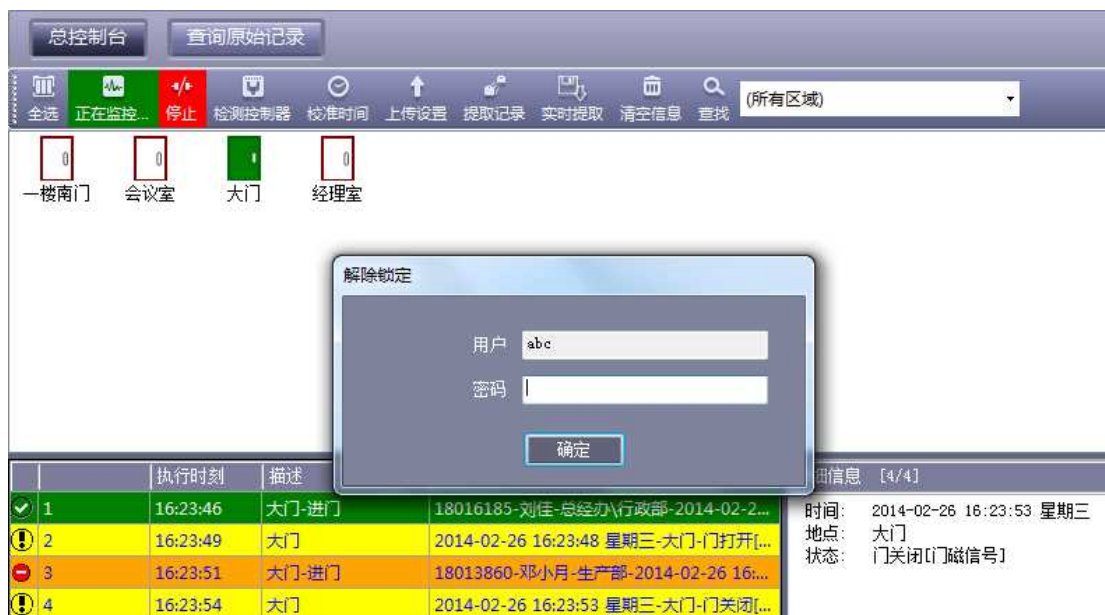 总控制台 查询原始记录
全选 正在监控... 停止 检测控制器 校准时间 上传设置 提取记录 实时提取 清空信息 查找 (所有区域)
一楼南门 会议室 大门 经理室
解除锁定
用户 abc
密码
确定
执行时刻 描述 细信息 [4/4]
1 16:23:46 大门-进门 18016185-刘佳-总经办\行政部-2014-02-2...
2 16:23:49 大门 2014-02-26 16:23:48 星期三-大门-门打开[...
3 16:23:51 大门-进门 18013860-邓小月-生产部-2014-02-26 16:...
4 16:23:54 大门 2014-02-26 16:23:53 星期三-大门-门关闭[...
时间: 2014-02-26 16:23:53 星期三
地点: 大门
状态: 门关闭[门磁信号]